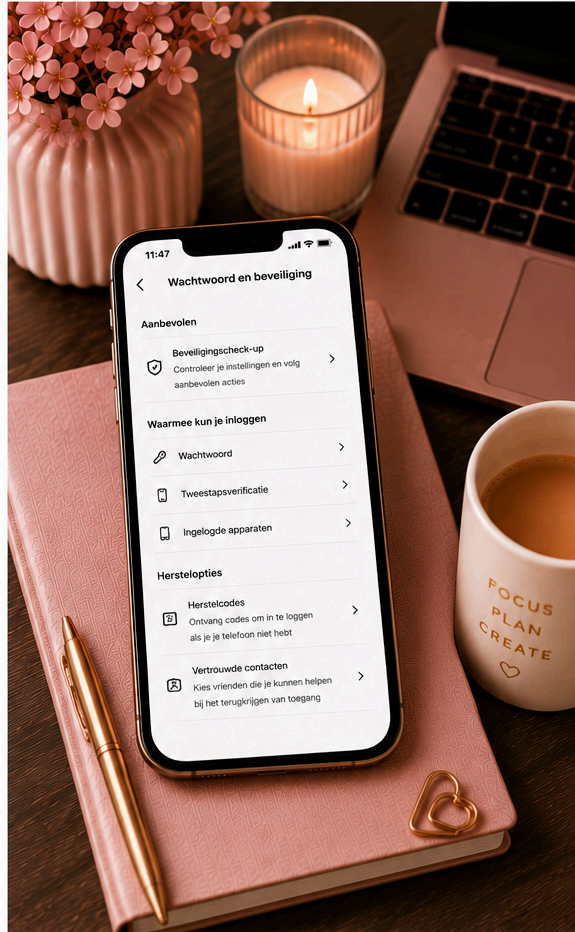 11:47
Wachtwoord en beveiliging
Aanbevolen
Beveiligingscheck-up
Controleer je instellingen en volg
aanbevolen acties
Waarmee kun je inloggen
Wachtwoord
Tweestapsverificatie
Ingelogde apparaten
Herstelopties
Herstelcodes
Ontvang codes om in te loggen
als je je telefoon niet hebt
Vertrouwde contacten
Kies vrienden die je kunnen helpen
bij het terugkrijgen van toegang
FOCUS
PLAN
CREATE